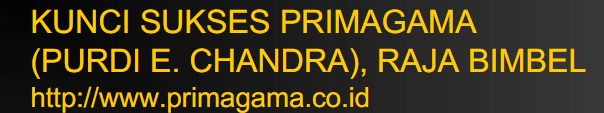 KUNCI SUKSES PRIMAGAMA
(PURDI E. CHANDRA), RAJA BIMBEL
http://www.primagama.co.id